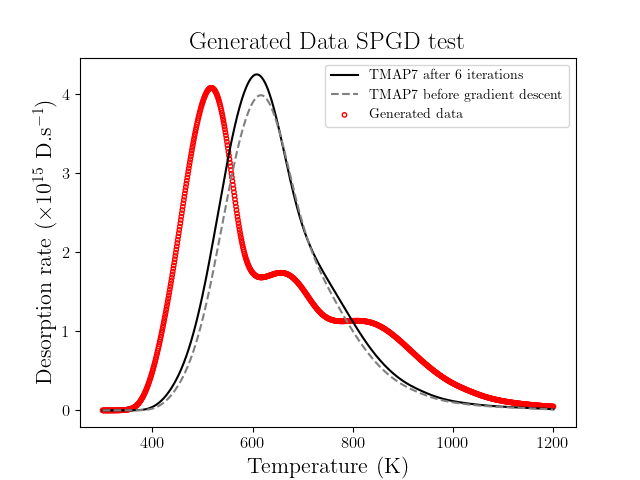 Generated Data SPGD test
TMAP7 after 6 iterations
TMAP7 before gradient descent
Generated data
Desorption rate (×10¹⁵ D.s⁻¹)
4
3
2
1
0
400 600 800 1000 1200
Temperature (K)